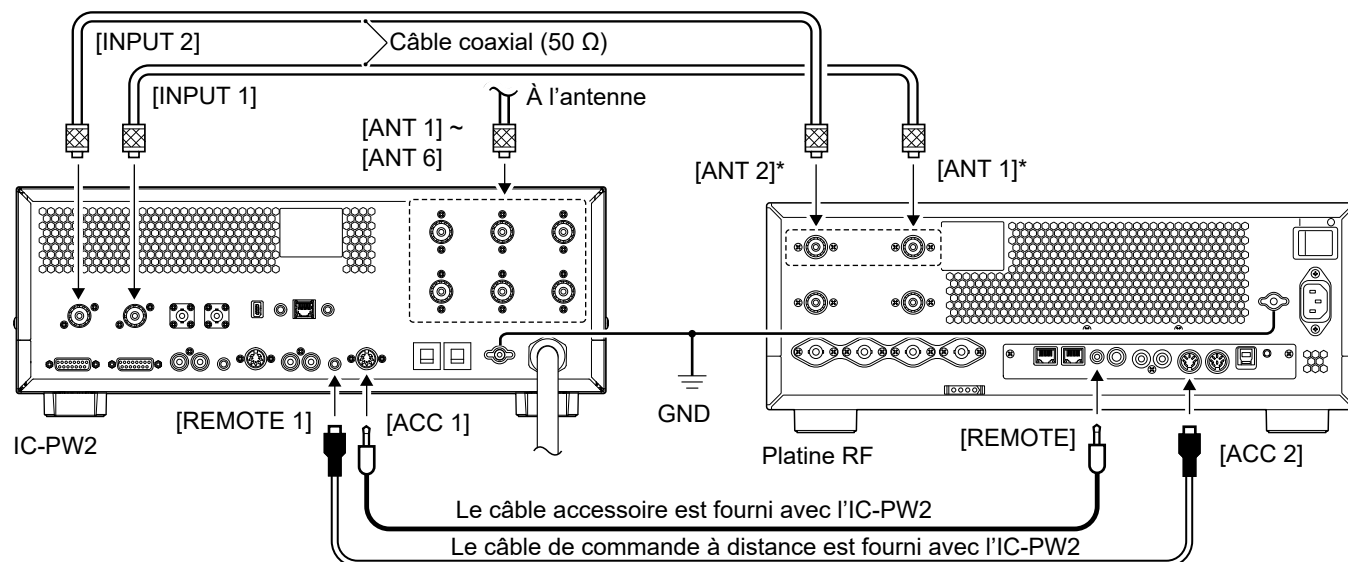 [INPUT 2]
Câble coaxial (50 Ω)
[INPUT 1]
À l’antenne
[ANT 1] ~
[ANT 6]
[ANT 2]*
[ANT 1]*
GND
[REMOTE 1]
[ACC 1]
[REMOTE]
[ACC 2]
IC-PW2
Platine RF
Le câble accessoire est fourni avec l’IC-PW2
Le câble de commande à distance est fourni avec l’IC-PW2